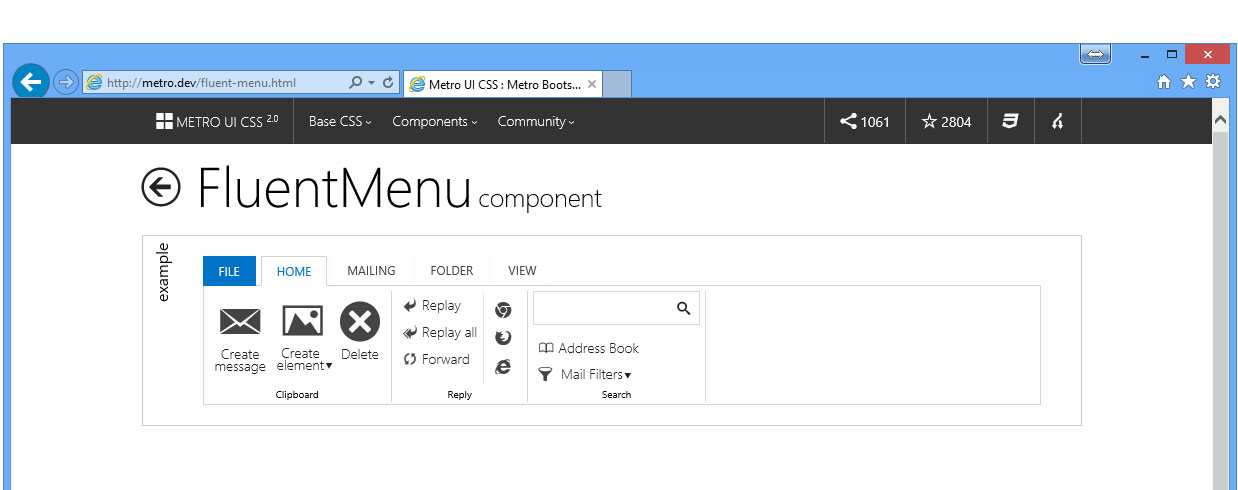 http://metro.dev/fluent-menu.html
Metro UI CSS : Metro Boots...
METRO UI CSS 2.0
Base CSS
Components
Community
1061
2804
FluentMenu component
example
FILE
HOME
MAILING
FOLDER
VIEW
Create
message
Create
element
Delete
Clipboard
Replay
Replay all
Forward
Reply
Address Book
Mail Filters
Search